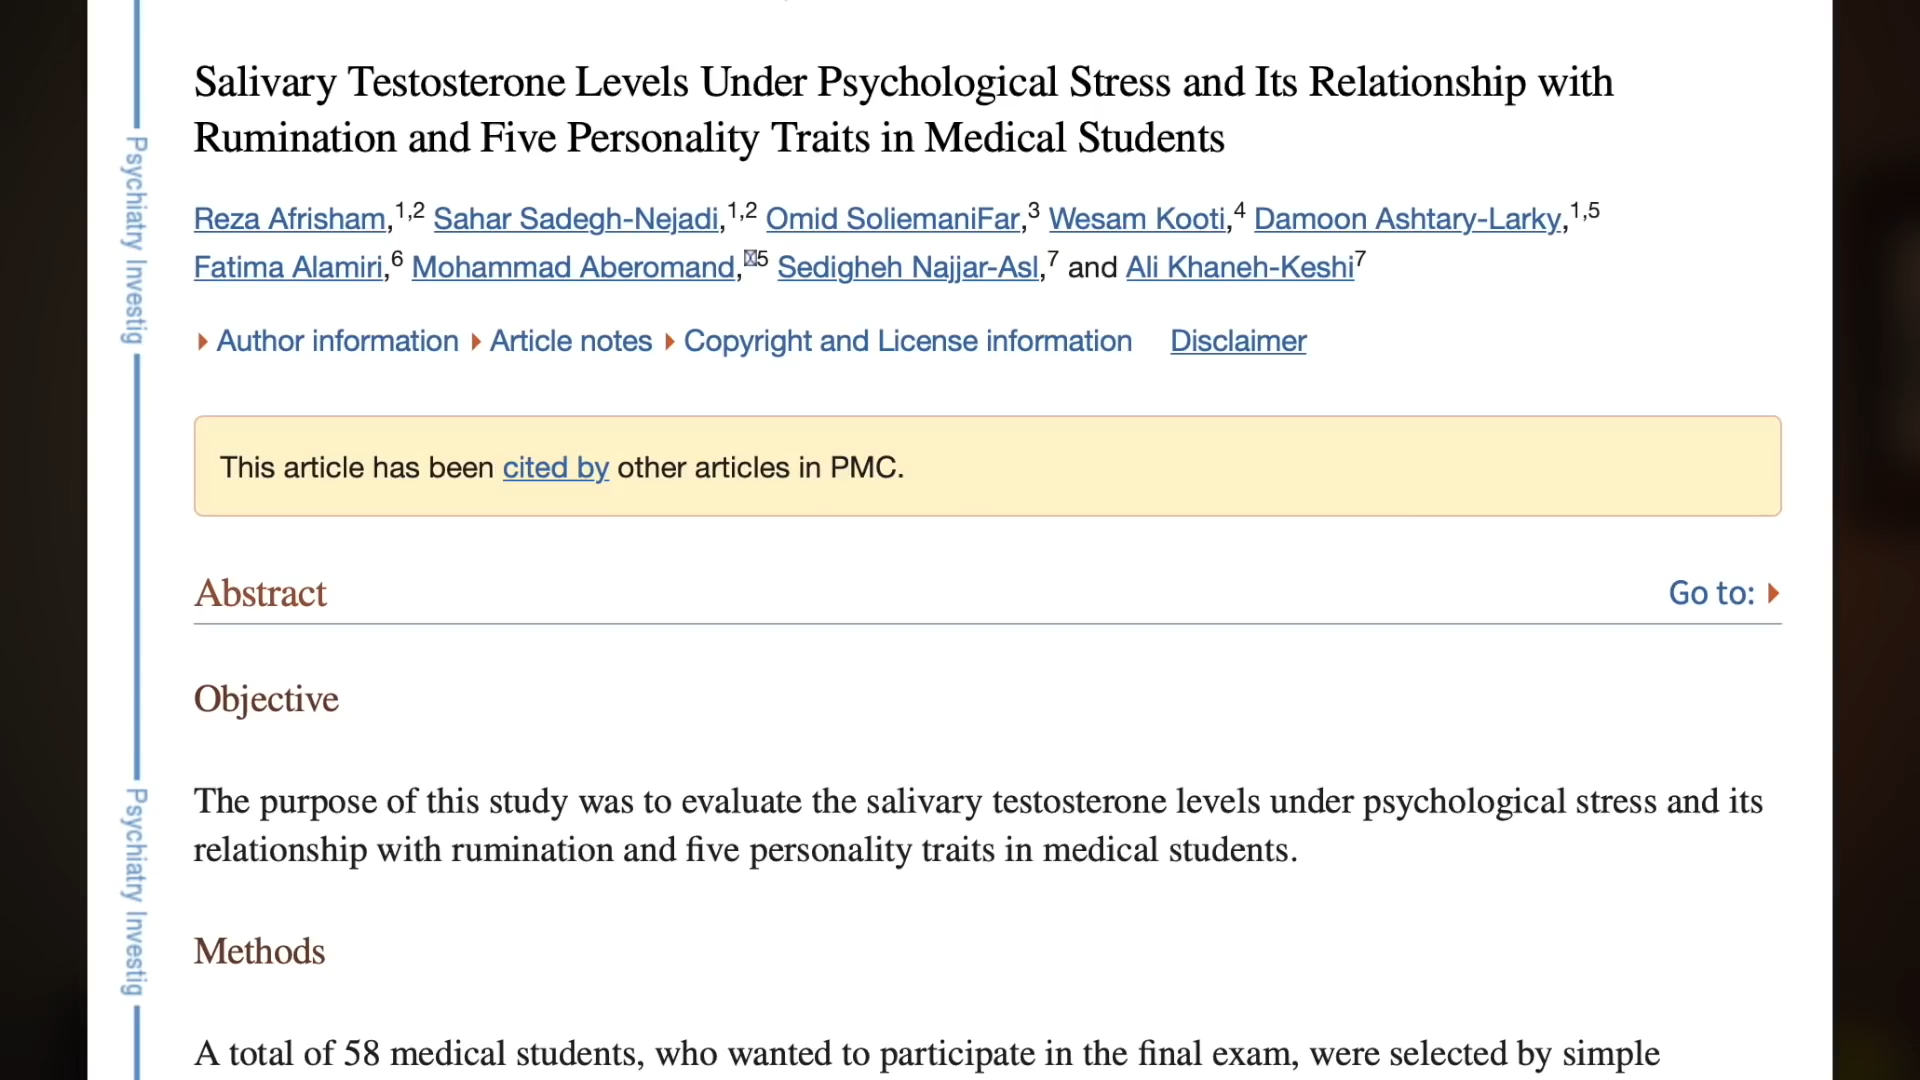 Salivary Testosterone Levels Under Psychological Stress and Its Relationship with
Rumination and Five Personality Traits in Medical Students
Reza Afrisham,1,2 Sahar Sadegh-Nejadi,1,2 Omid SoliemaniFar,3 Wesam Kooti,4 Damoon Ashtary-Larky,1,5
Fatima Alamiri,6 Mohammad Aberomand,5 Sedigheh Najjar-Asl,7 and Ali Khaneh-Keshi7
Author information Article notes Copyright and License information Disclaimer
This article has been cited by other articles in PMC.
Abstract
Go to:
Objective
The purpose of this study was to evaluate the salivary testosterone levels under psychological stress and its
relationship with rumination and five personality traits in medical students.
Methods
A total of 58 medical students, who wanted to participate in the final exam, were selected by simple
Psychiatry Investig
Psychiatry Investig